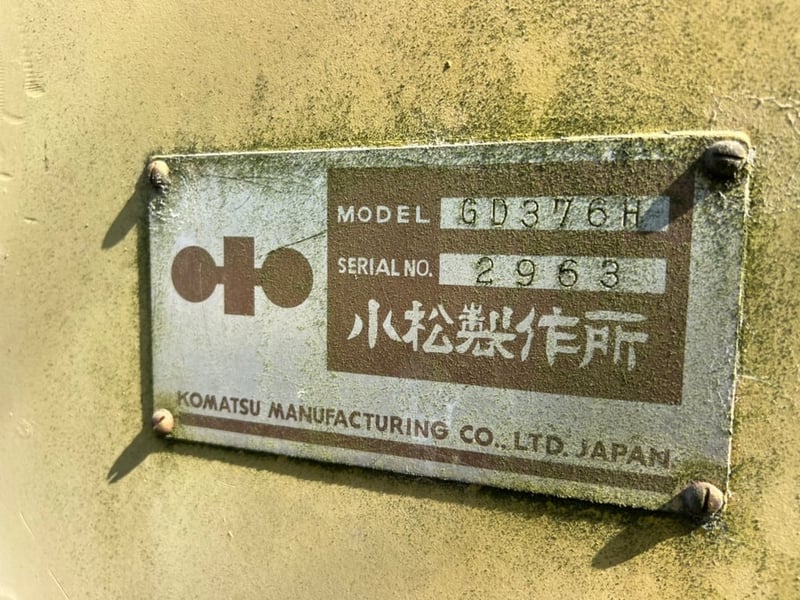 MODEL GD376H
SERIAL NO. 2963
小松製作所
KOMATSU MANUFACTURING CO., LTD. JAPAN